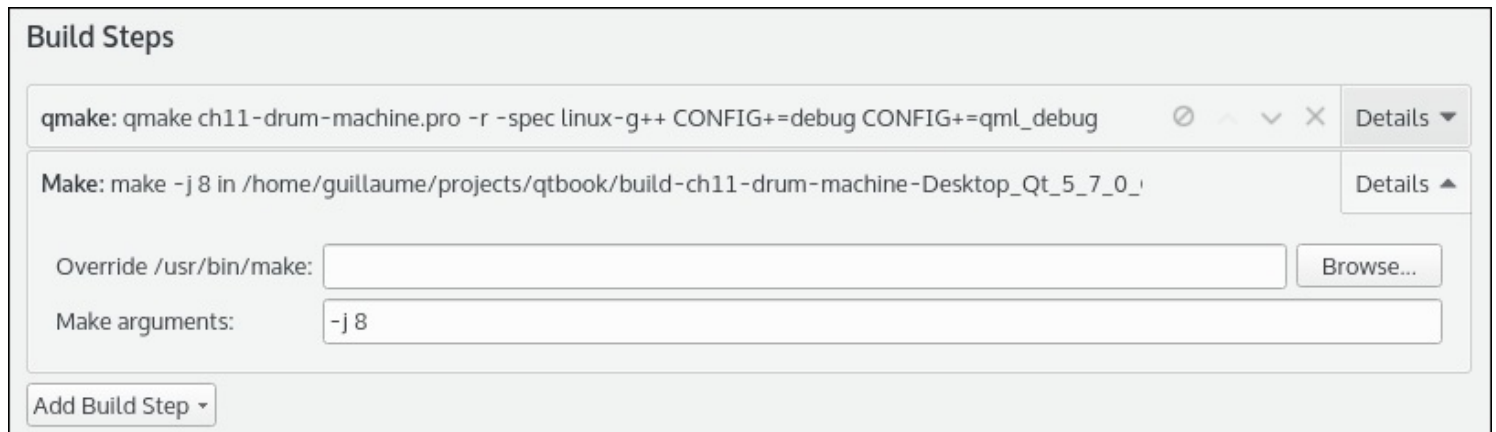 Build Steps
qmake: qmake ch11-drum-machine.pro -r -spec linux-g++ CONFIG+=debug CONFIG+=qml_debug Details
Make: make -j 8 in /home/guillaume/projects/qtbook/build-ch11-drum-machine-Desktop_Qt_5_7_0_ Details
Override /usr/bin/make: Browse...
Make arguments: -j 8
Add Build Step